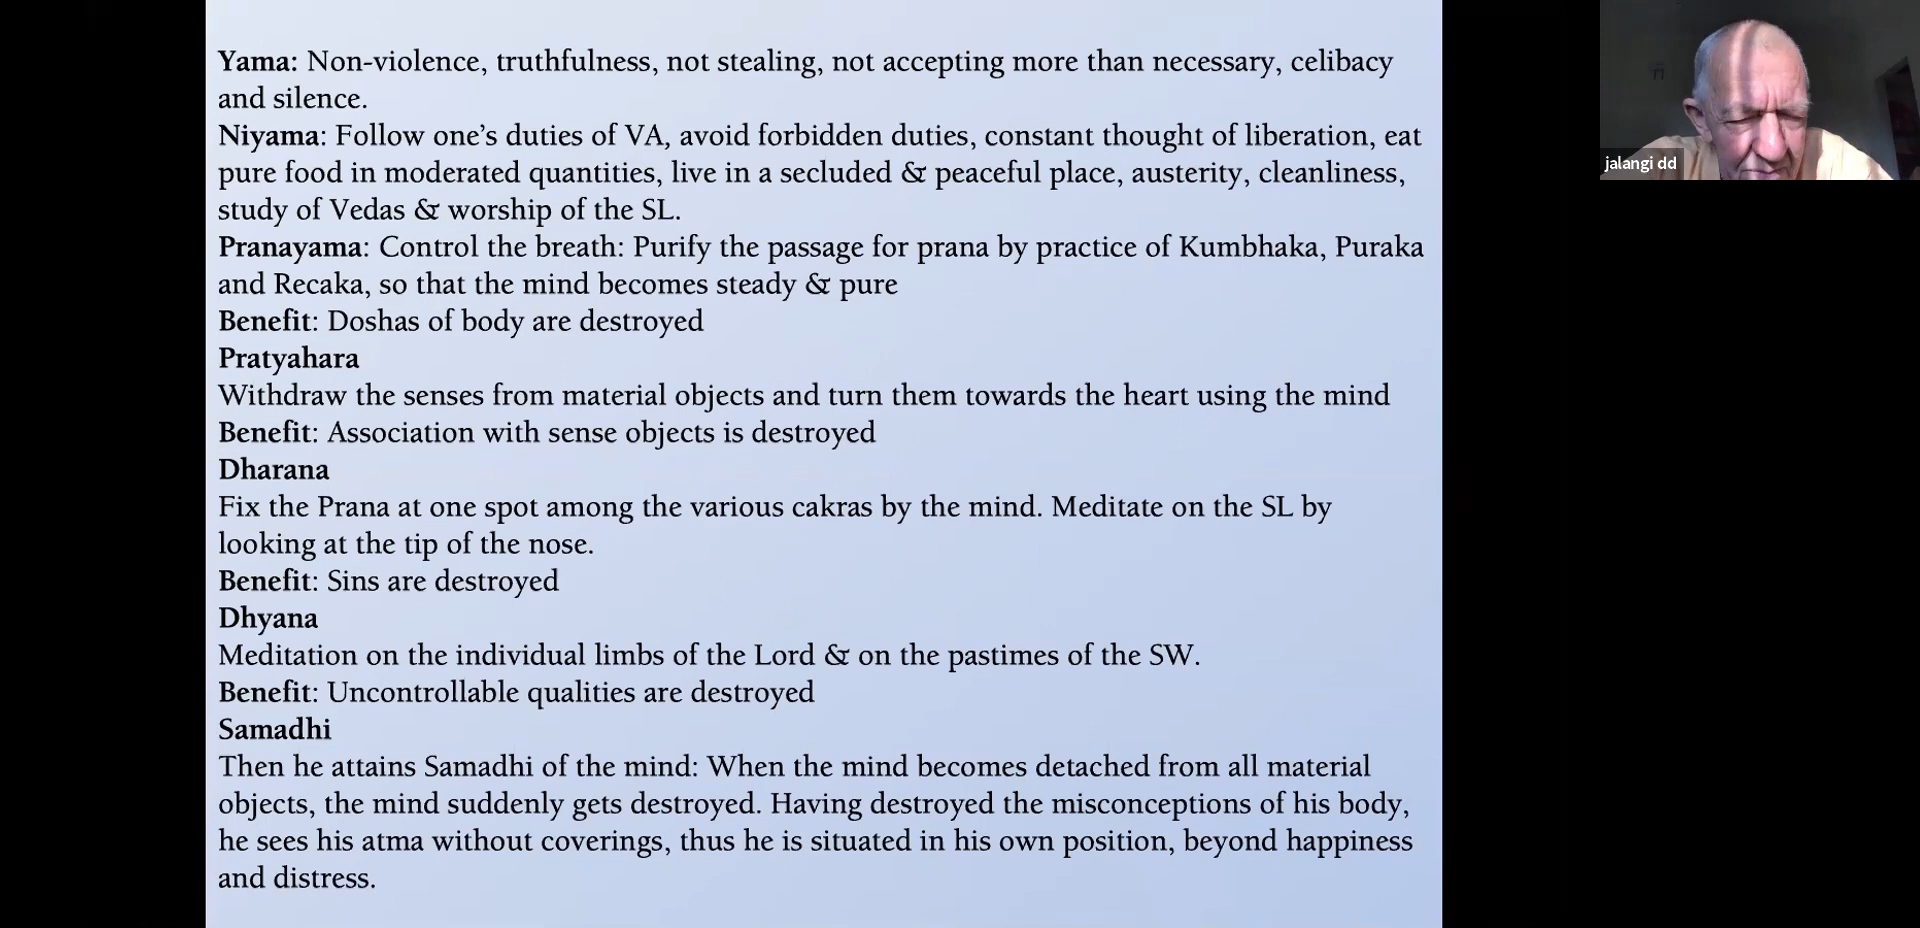 Yama: Non-violence, truthfulness, not stealing, not accepting more than necessary, celibacy
and silence.
Niyama: Follow one’s duties of VA, avoid forbidden duties, constant thought of liberation, eat
pure food in moderated quantities, live in a secluded & peaceful place, austerity, cleanliness,
study of Vedas & worship of the SL.
Pranayama: Control the breath: Purify the passage for prana by practice of Kumbhaka, Puraka
and Recaka, so that the mind becomes steady & pure
Benefit: Doshas of body are destroyed
Pratyahara
Withdraw the senses from material objects and turn them towards the heart using the mind
Benefit: Association with sense objects is destroyed
Dharana
Fix the Prana at one spot among the various cakras by the mind. Meditate on the SL by
looking at the tip of the nose.
Benefit: Sins are destroyed
Dhyana
Meditation on the individual limbs of the Lord & on the pastimes of the SW.
Benefit: Uncontrollable qualities are destroyed
Samadhi
Then he attains Samadhi of the mind: When the mind becomes detached from all material
objects, the mind suddenly gets destroyed. Having destroyed the misconceptions of his body,
he sees his atma without coverings, thus he is situated in his own position, beyond happiness
and distress.
jalangi dd